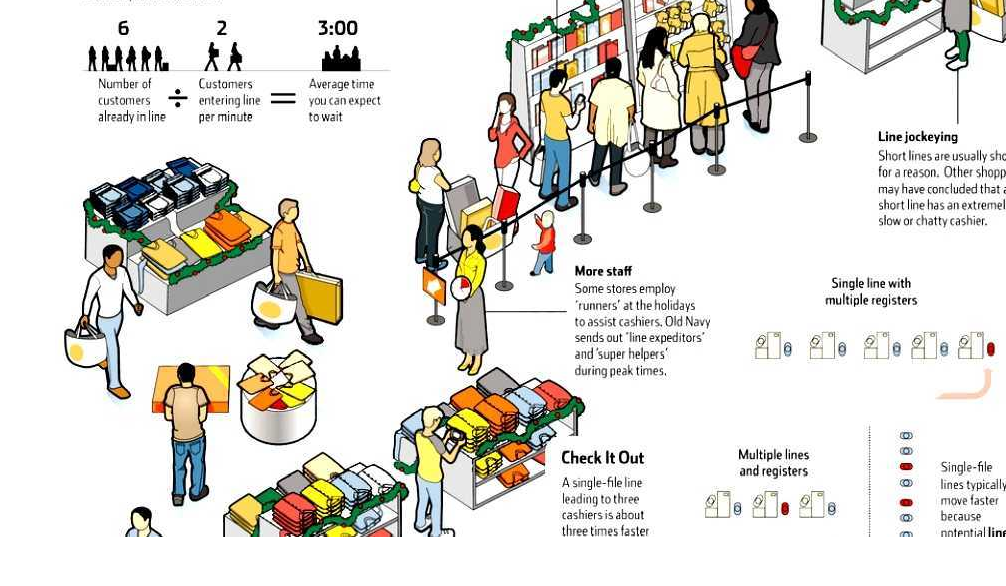 6
2
3:00
Number of
customers
already in line
÷
Customers
entering line
per minute
=
Average time
you can expect
to wait
Line jockeying
Short lines are usually
for a reason. Other
may have concluded that
short line has an
slow or chatty cashier.
More staff
Some stores employ
'runners' at the holidays
to assist cashiers. Old Navy
sends out 'line expeditors'
and 'super helpers'
during peak times.
Single line with
multiple registers
Check It Out
A single-file line
leading to three
cashiers is about
three times faster
Multiple lines
and registers
Single-file
lines typically
move faster
because
potential